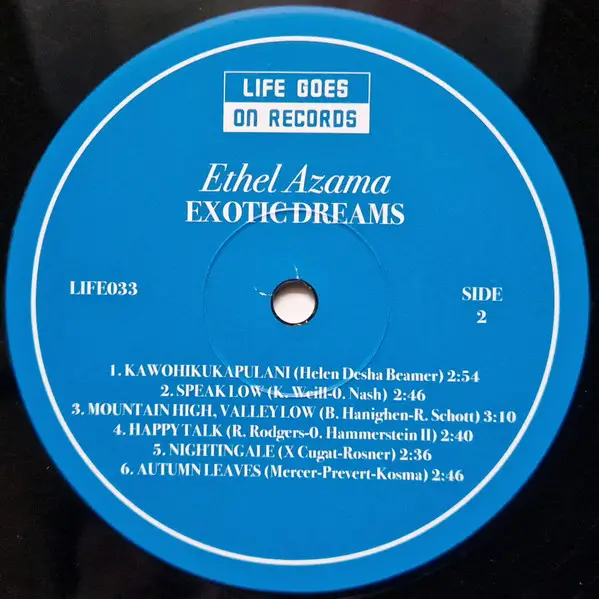 LIFE GOES
ON RECORDS
Ethel Azama
EXOTIC DREAMS
LIFE033
SIDE
2
1. KAWOHIKUKAPULANI (Helen Desha Beamer) 2:54
2. SPEAK LOW (K. Weill-O. Nash) 2:46
3. MOUNTAIN HIGH, VALLEY LOW (B. Hanighen-R. Schott) 3:10
4. HAPPY TALK (R. Rodgers-O. Hammerstein II) 2:40
5. NIGHTINGALE (X Cugat-Rosner) 2:36
6. AUTUMN LEAVES (Mercer-Prevert-Kosma) 2:46